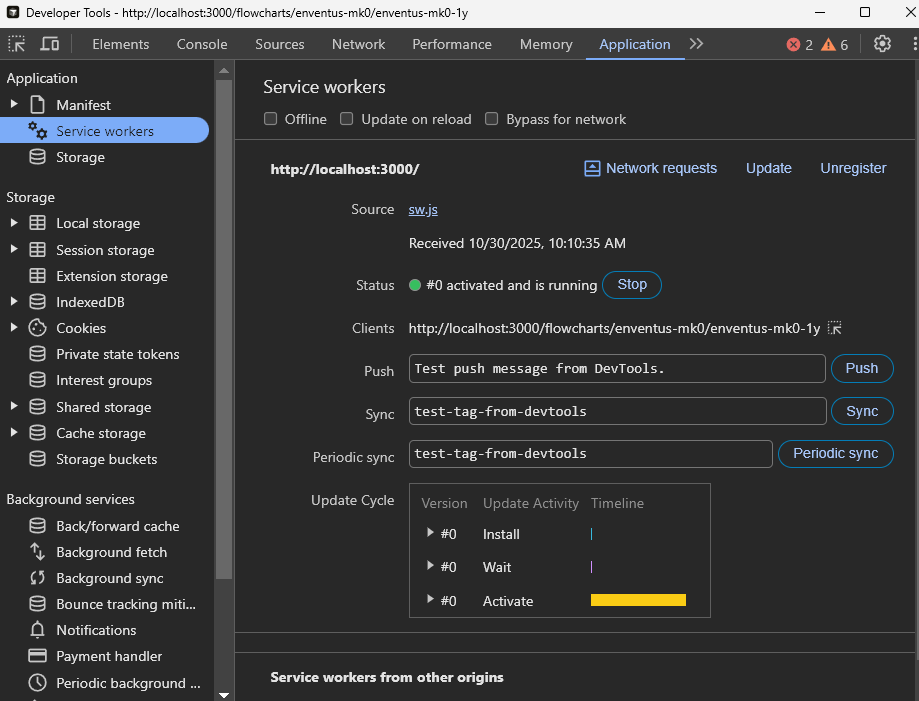 Developer Tools - http://localhost:3000/flowcharts/enventus-mk0/enventus-mk0-1y
Elements Console Sources Network Performance Memory Application 2 6
Application
Manifest
Service workers
Storage
Storage
Local storage
Session storage
Extension storage
IndexedDB
Cookies
Private state tokens
Interest groups
Shared storage
Cache storage
Storage buckets
Background services
Back/forward cache
Background fetch
Background sync
Bounce tracking miti...
Notifications
Payment handler
Periodic background ...
Service workers
Offline Update on reload Bypass for network
http://localhost:3000/ Network requests Update Unregister
Source sw.js
Received 10/30/2025, 10:10:35 AM
Status #0 activated and is running Stop
Clients http://localhost:3000/flowcharts/enventus-mk0/enventus-mk0-1y
Push Test push message from DevTools. Push
Sync test-tag-from-devtools Sync
Periodic sync test-tag-from-devtools Periodic sync
Update Cycle Version Update Activity Timeline
#0 Install
#0 Wait
#0 Activate
Service workers from other origins